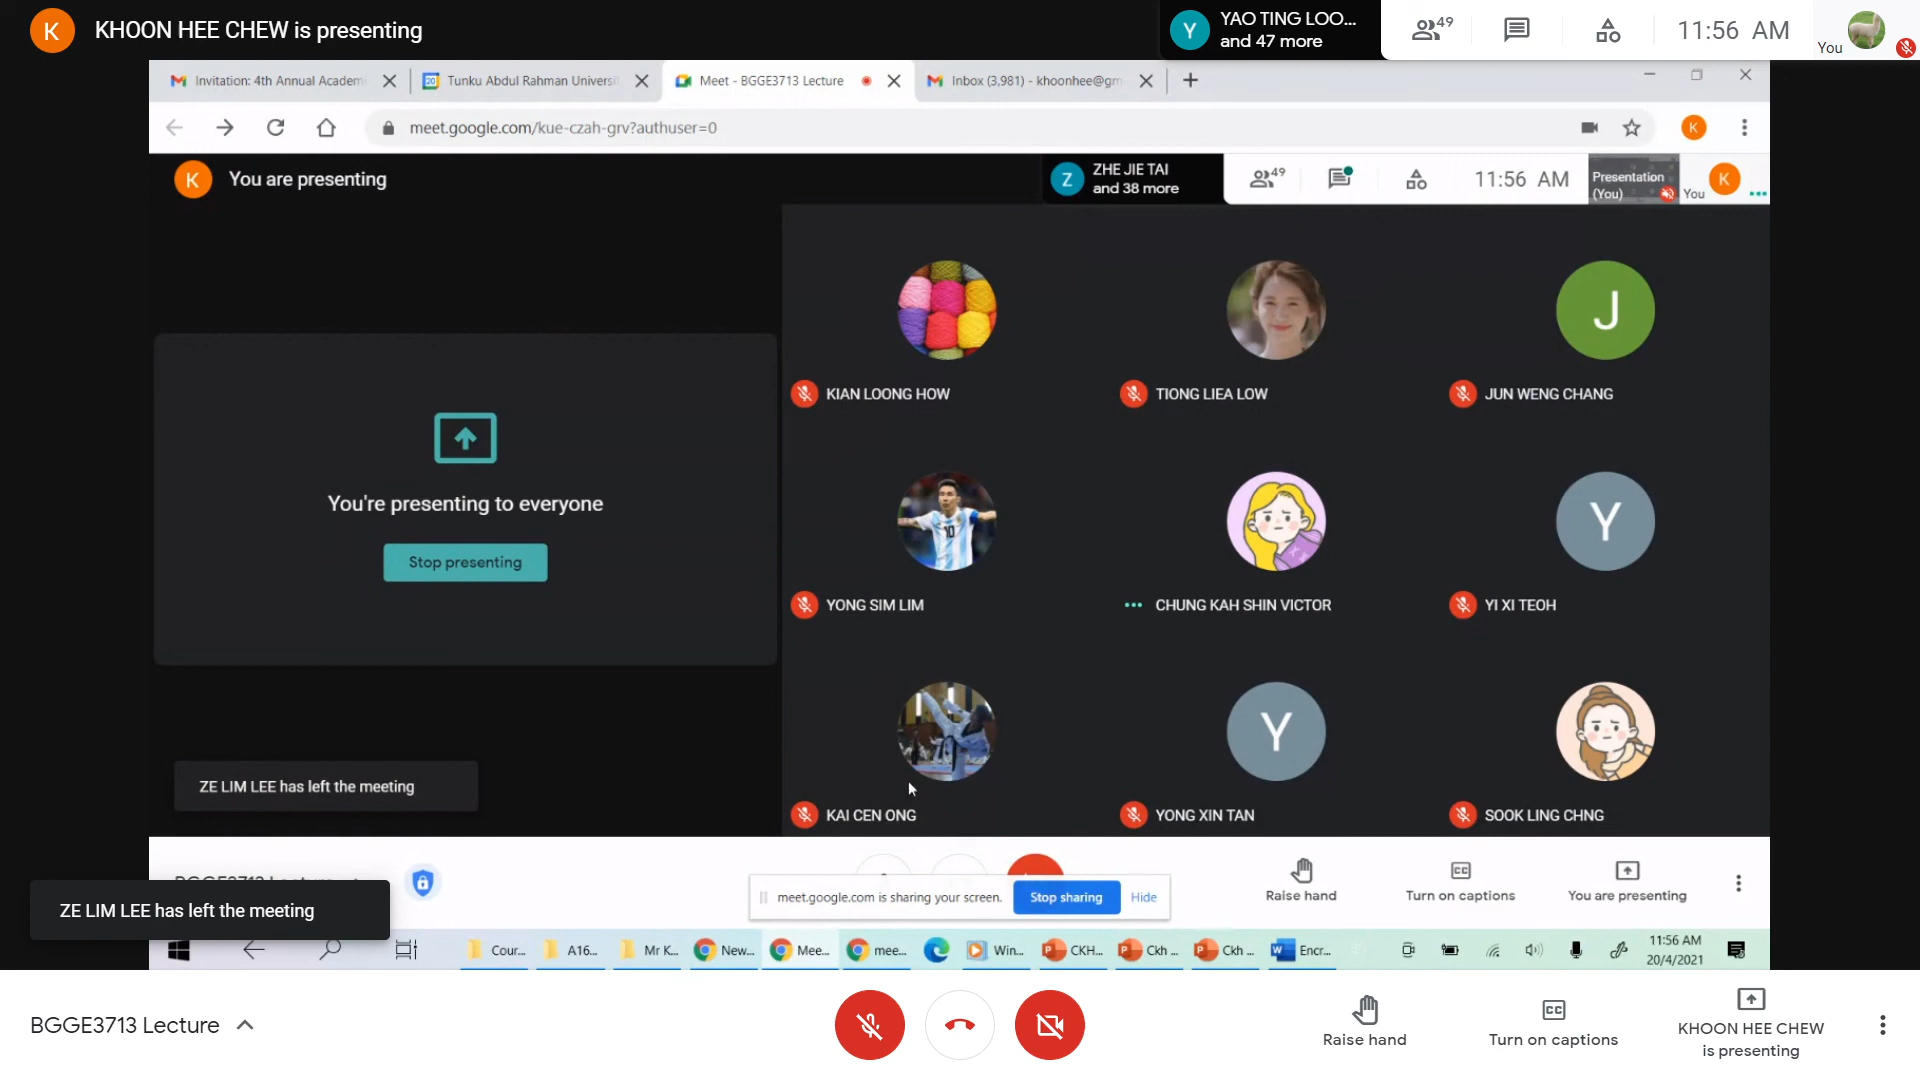 K
KHOON HEE CHEW is presenting
Y
YAO TING LOO...
and 47 more
49
11:56 AM
You
Invitation: 4th Annual Academi
Tunku Abdul Rahman Universi
Meet - BGGE3713 Lecture
Inbox (3,981) - khoonhee@gm
meet.google.com/kue-czah-grv?authuser=0
K
K
You are presenting
Z
ZHE JIE TAI
and 38 more
49
11:56 AM
Presentation
(You)
You
K
J
KIAN LOONG HOW
TIONG LIEA LOW
JUN WENG CHANG
You're presenting to everyone
Stop presenting
10
Y
YONG SIM LIM
CHUNG KAH SHIN VICTOR
YI XI TEOH
Y
ZE LIM LEE has left the meeting
KAI CEN ONG
YONG XIN TAN
SOOK LING CHNG
Raise hand
Turn on captions
You are presenting
meet.google.com is sharing your screen.
Stop sharing
Hide
ZE LIM LEE has left the meeting
Cour...
A16...
Mr K...
New...
Mee...
mee...
Win...
CKH...
Ckh ...
Ckh ...
Encr...
11:56 AM
20/4/2021
BGGE3713 Lecture
Raise hand
Turn on captions
KHOON HEE CHEW
is presenting